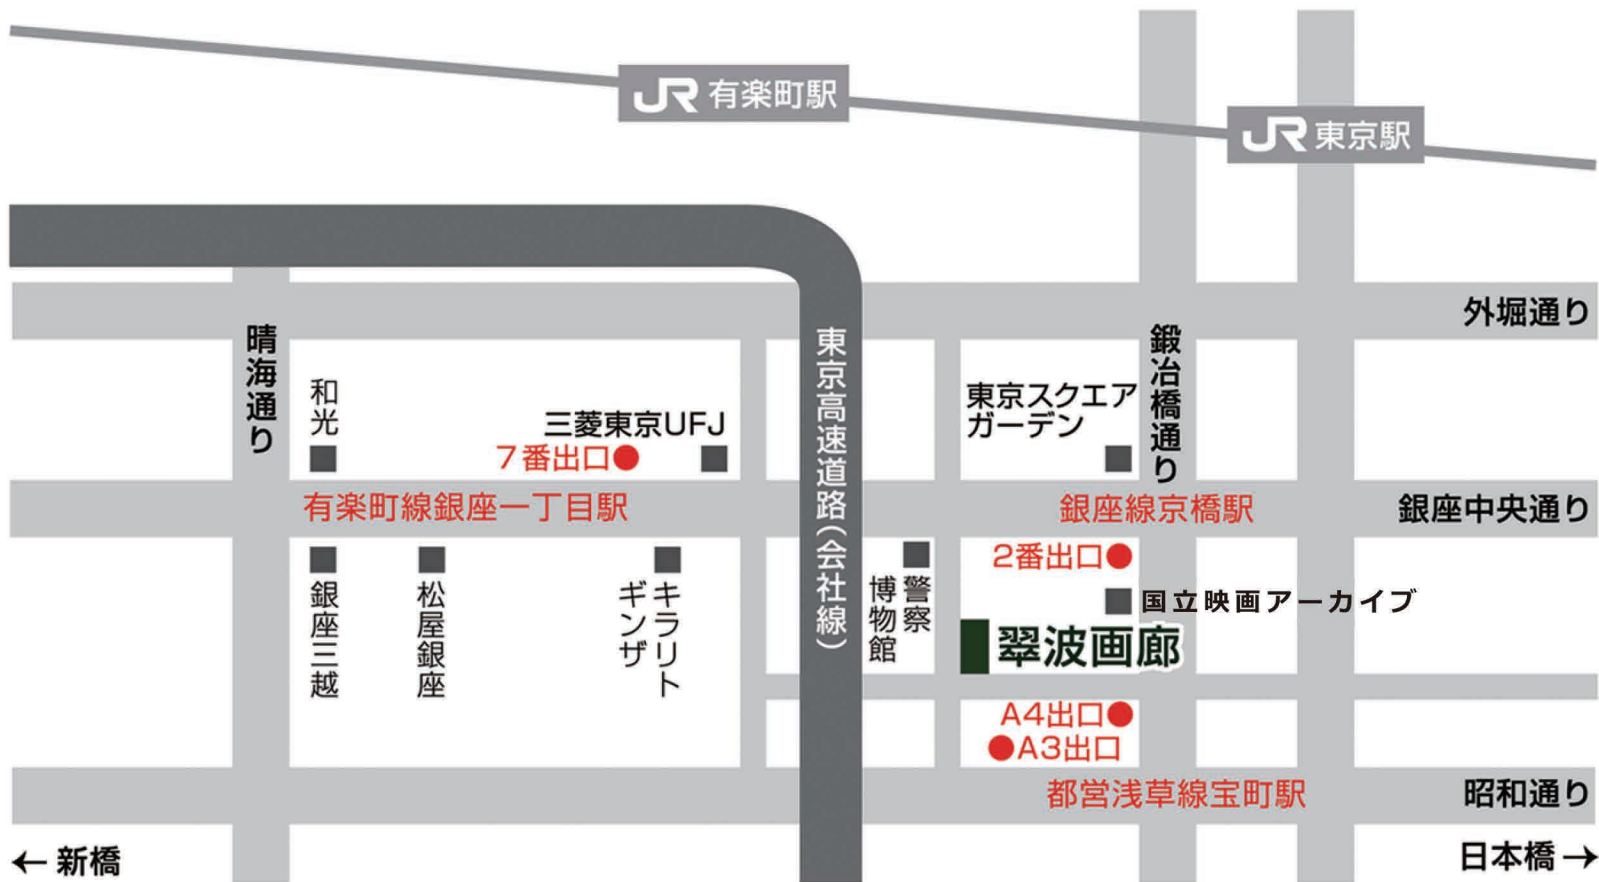 JR 有楽町駅
JR 東京駅
外堀通り
晴海通り
和光
三菱東京UFJ
7番出口
東京高速道路(会社線)
東京スクエア
ガーデン
鍛冶橋通り
有楽町線銀座一丁目駅
銀座線京橋駅
銀座中央通り
銀座三越
松屋銀座
キラリト
ギンザ
警察
博物館
2番出口
国立映画アーカイブ
翠波画廊
A4出口
A3出口
都営浅草線宝町駅
昭和通り
← 新橋
日本橋 →